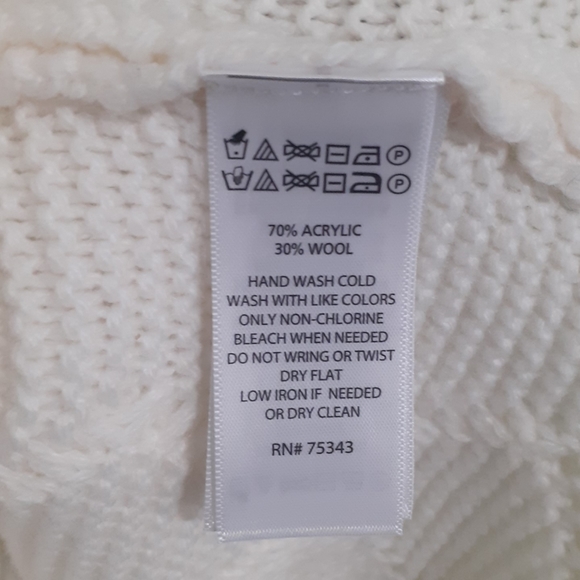 P
P
70% ACRYLIC
30% WOOL
HAND WASH COLD
WASH WITH LIKE COLORS
ONLY NON-CHLORINE
BLEACH WHEN NEEDED
DO NOT WRING OR TWIST
DRY FLAT
LOW IRON IF NEEDED
OR DRY CLEAN
RN# 75343